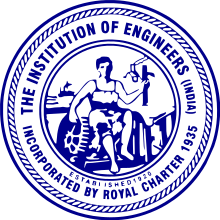 THE INSTITUTION OF ENGINEERS (INDIA)
INCORPORATED BY ROYAL CHARTER 1935
ESTABLISHED 1920